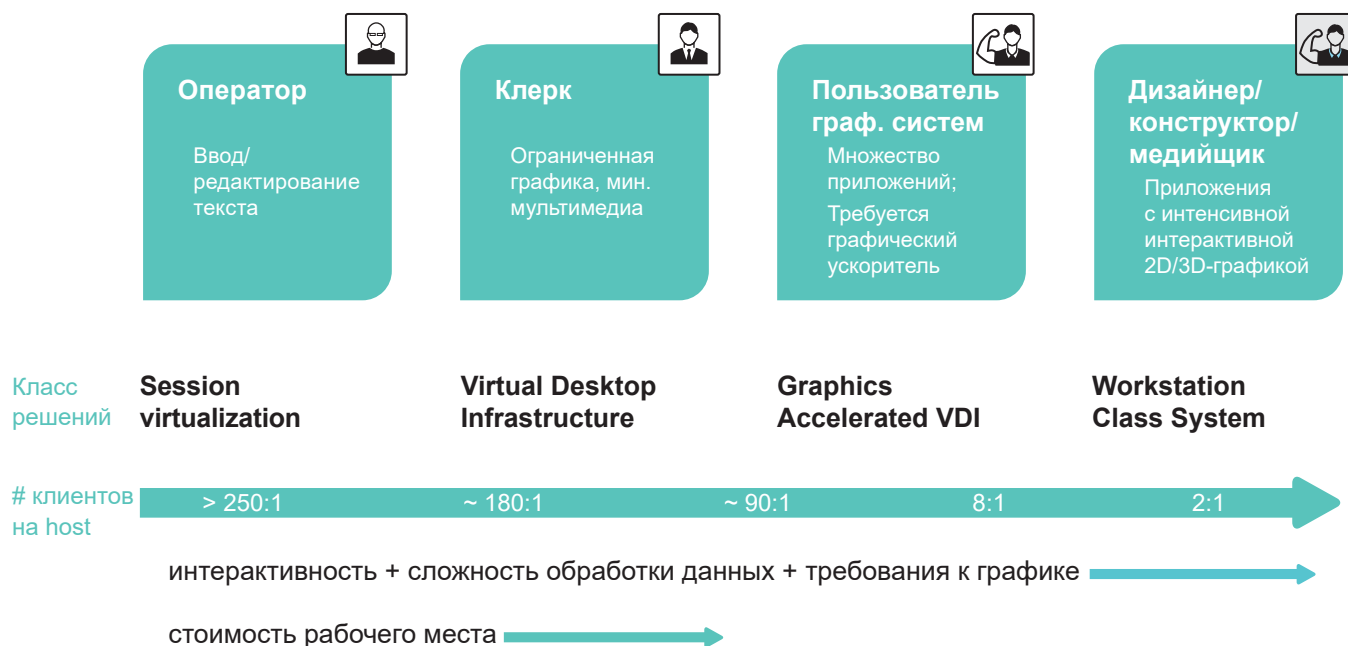 Оператор
Ввод/
редактирование
текста
Клерк
Ограниченная
графика, мин.
мультимедиа
Пользователь
граф. систем
Множество
приложений;
Требуется
графический
ускоритель
Дизайнер/
конструктор/
медийщик
Приложения
с интенсивной
интерактивной
2D/3D-графикой
Класс
решений
Session
virtualization
Virtual Desktop
Infrastructure
Graphics
Accelerated VDI
Workstation
Class System
# клиентов
на host
> 250:1
~ 180:1
~ 90:1
8:1
2:1
интерактивность + сложность обработки данных + требования к графике
стоимость рабочего места